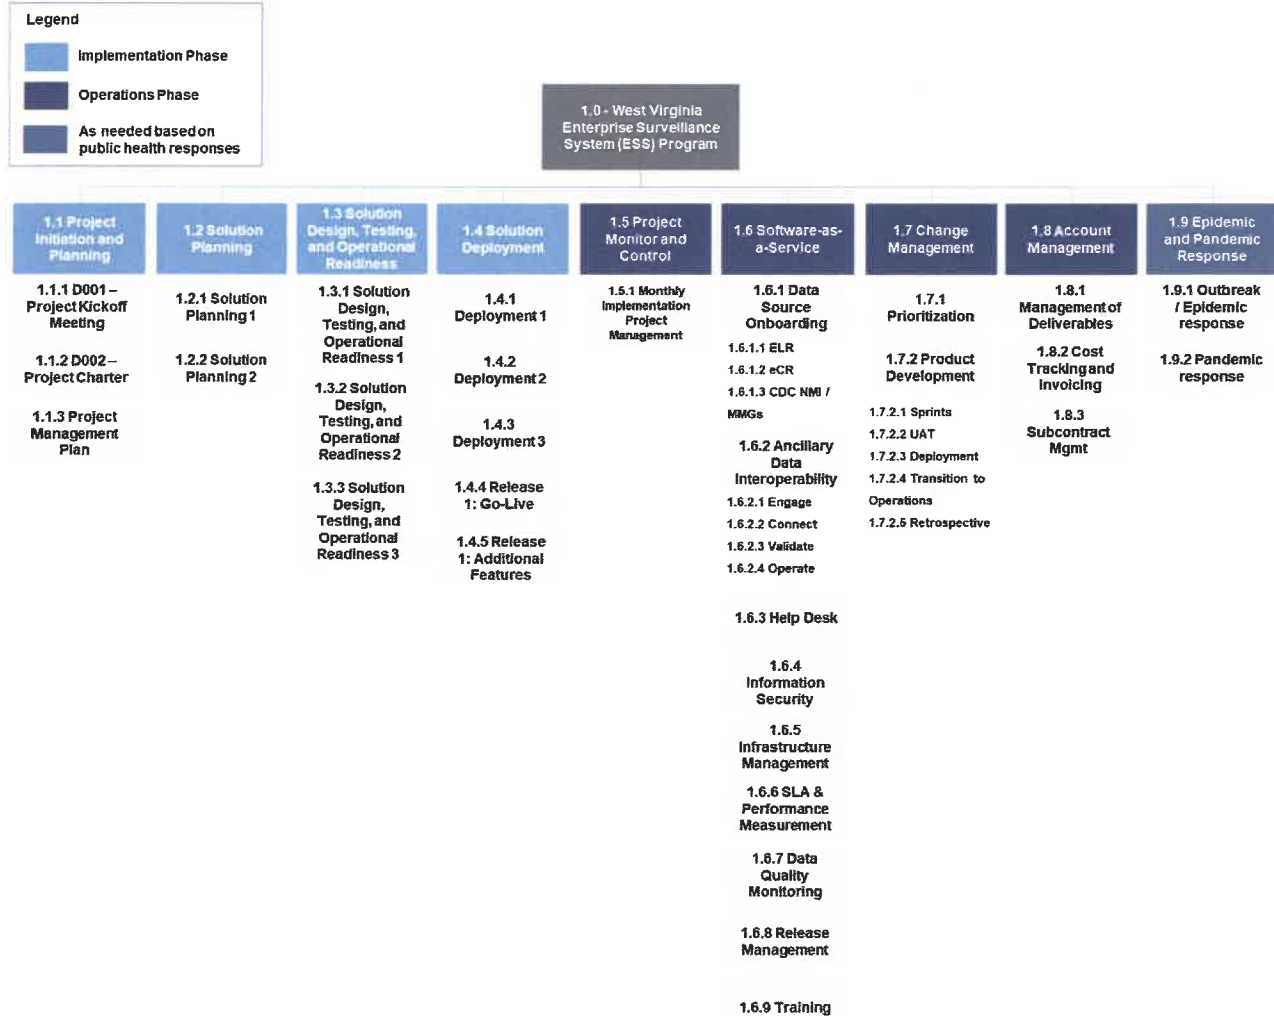 Legend
Implementation Phase
Operations Phase
As needed based on
public health responses
1.0 - West Virginia
Enterprise Surveillance
System (ESS) Program
1.1 Project
Initiation and
Planning
1.1.1 D001 –
Project Kickoff
Meeting
1.1.2 D002 –
Project Charter
1.1.3 Project
Management
Plan
1.2 Solution
Planning
1.2.1 Solution
Planning 1
1.2.2 Solution
Planning 2
1.3 Solution
Design, Testing,
and Operational
Readiness
1.3.1 Solution
Design,
Testing, and
Operational
Readiness 1
1.3.2 Solution
Design,
Testing, and
Operational
Readiness 2
1.3.3 Solution
Design,
Testing, and
Operational
Readiness 3
1.4 Solution
Deployment
1.4.1
Deployment 1
1.4.2
Deployment 2
1.4.3
Deployment 3
1.4.4 Release
1: Go-Live
1.4.5 Release
1: Additional
Features
1.5 Project
Monitor and
Control
1.5.1 Monthly
Implementation
Project
Management
1.6 Software-as-
a-Service
1.6.1 Data
Source
Onboarding
1.6.1.1 ELR
1.6.1.2 eCR
1.6.1.3 CDC NMI /
MMGs
1.6.2 Ancillary
Data
Interoperability
1.6.2.1 Engage
1.6.2.2 Connect
1.6.2.3 Validate
1.6.2.4 Operate
1.6.3 Help Desk
1.6.4
Information
Security
1.6.5
Infrastructure
Management
1.6.6 SLA &
Performance
Measurement
1.6.7 Data
Quality
Monitoring
1.6.8 Release
Management
1.6.9 Training
1.7 Change
Management
1.7.1
Prioritization
1.7.2 Product
Development
1.7.2.1 Sprints
1.7.2.2 UAT
1.7.2.3 Deployment
1.7.2.4 Transition to
Operations
1.7.2.5 Retrospective
1.8 Account
Management
1.8.1
Management of
Deliverables
1.8.2 Cost
Tracking and
Invoicing
1.8.3
Subcontract
Mgmt
1.9 Epidemic
and Pandemic
Response
1.9.1 Outbreak
/ Epidemic
response
1.9.2 Pandemic
response